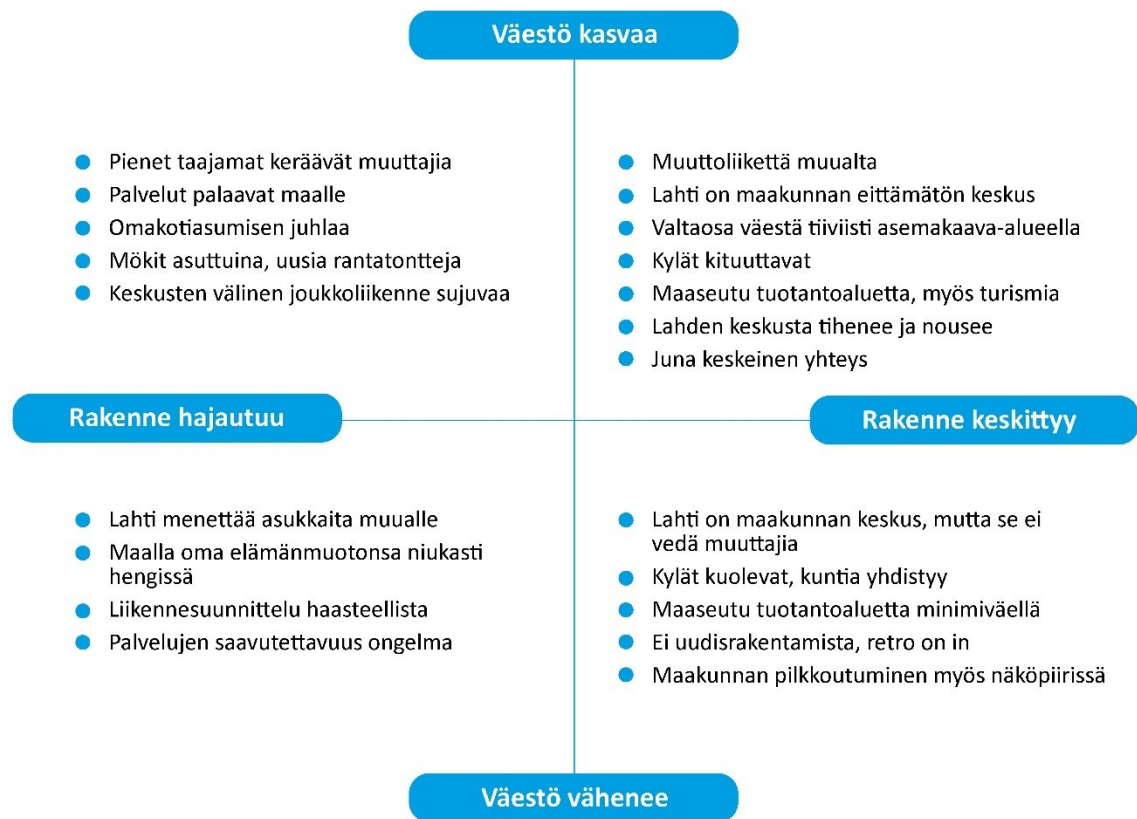 Väestö kasvaa
Pienet taajamat keräävät muuttajia
Palvelut palaavat maalle
Omakotiasumisen juhlaa
Mökit asuttuina, uusia rantatontteja
Keskusten välinen joukkoliikenne sujuvaa
Muuttoliikettä muualta
Lahti on maakunnan eittämätön keskus
Valtaosa väestä tiiviisti asemakaava-alueella
Kylät kituuttavat
Maaseutu tuotantoaluetta, myös turismia
Lahden keskusta tihenee ja nousee
Juna keskeinen yhteys
Rakenne hajautuu
Rakenne keskittyy
Lahti menettää asukkaita muualle
Maalla oma elämänmuotonsa niukasti
hengissä
Liikennesuunnittelu haasteellista
Palvelujen saavutettavuus ongelma
Lahti on maakunnan keskus, mutta se ei
vedä muuttajia
Kylät kuolevat, kuntia yhdistyy
Maaseutu tuotantoaluetta minimiväellä
Ei uudisrakentamista, retro on in
Maakunnan pilkkoutuminen myös näköpiirissä
Väestö vähenee